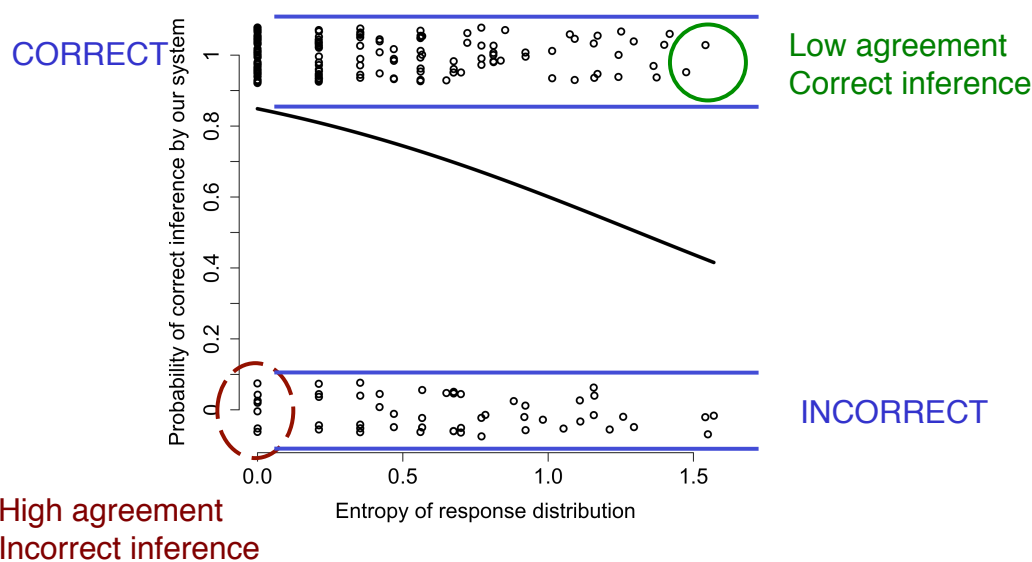 CORRECT
Low agreement
Correct inference
Probability of correct inference by our system
1
0.8
0.6
0.4
0.2
0
INCORRECT
0.0 0.5 1.0 1.5
Entropy of response distribution
High agreement
Incorrect inference